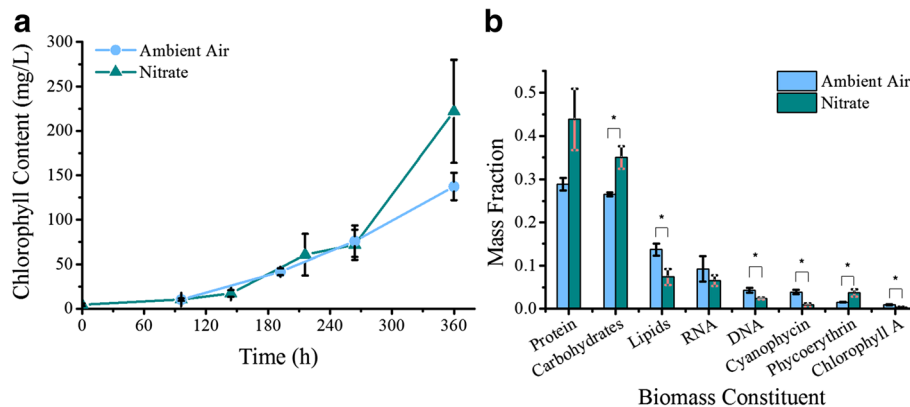 a
Chlorophyll Content (mg/L)
300
250
200
150
100
50
0
Ambient Air
Nitrate
0
60
120
180
240
300
360
Time (h)
b
Mass Fraction
0.5
0.4
0.3
0.2
0.1
0.0
Ambient Air
Nitrate
*
*
*
*
*
*
Protein
Carbohydrates
Lipids
RNA
DNA
Cyanophycin
Phycoerythrin
Chlorophyll A
Biomass Constituent